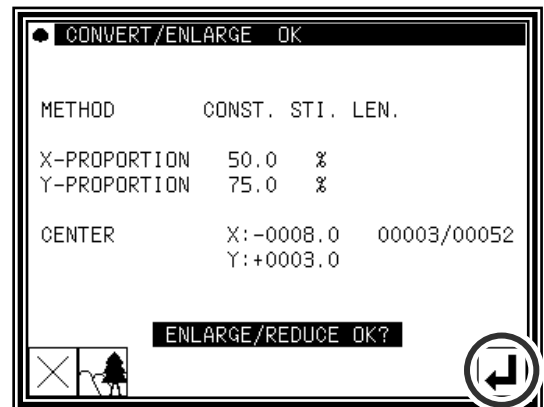 CONVERT/ENLARGE OK
METHOD CONST. STI. LEN.
X-PROPORTION 50.0 %
Y-PROPORTION 75.0 %
CENTER X:-0008.0 00003/00052
Y:+0003.0
ENLARGE/REDUCE OK?